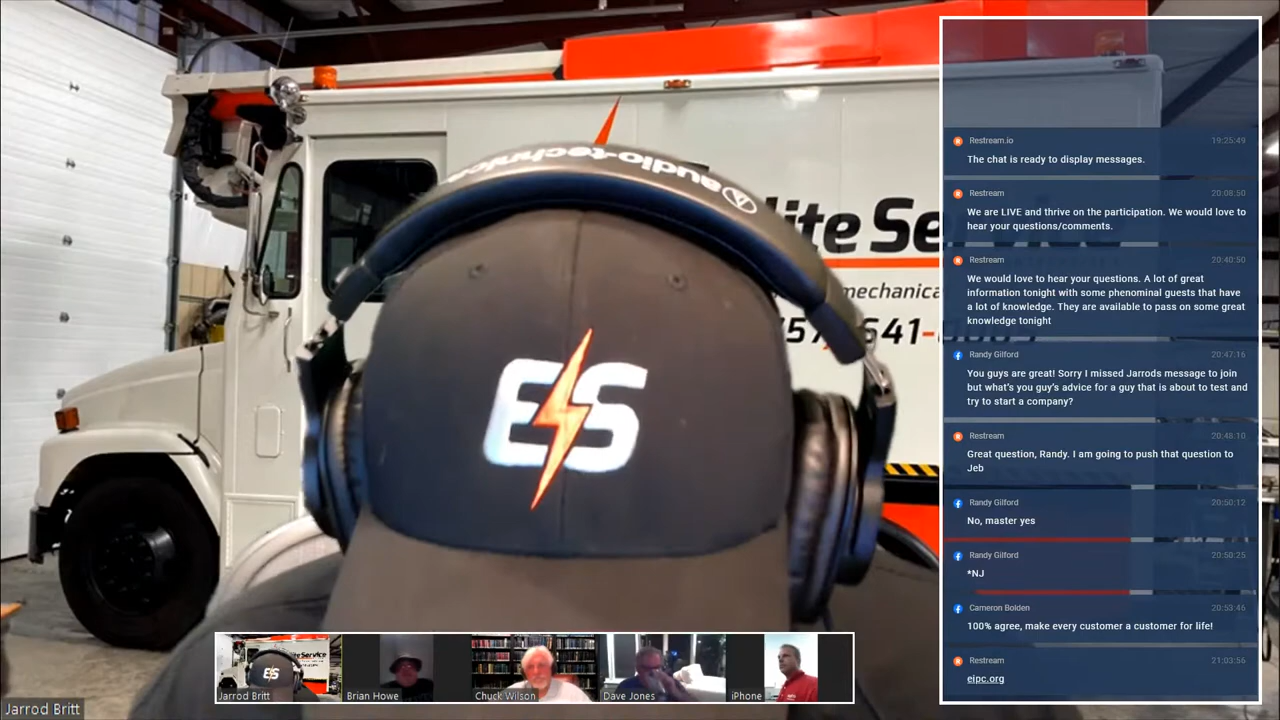 audio-technica
ite Se
mechanica
57) 641-
ES
Restream.io 19:25:49
The chat is ready to display messages.
Restream 20:08:50
We are LIVE and thrive on the participation. We would love to
hear your questions/comments.
Restream 20:40:50
We would love to hear your questions. A lot of great
information tonight with some phenominal guests that have
a lot of knowledge. They are available to pass on some great
knowledge tonight
Randy Gilford 20:47:16
You guys are great! Sorry I missed Jarrods message to join
but what's you guy's advice for a guy that is about to test and
try to start a company?
Restream 20:48:10
Great question, Randy. I am going to push that question to
Jeb
Randy Gilford 20:50:12
No, master yes
Randy Gilford 20:50:25
*NJ
Cameron Bolden 20:53:46
100% agree, make every customer a customer for life!
Restream 21:03:56
eipc.org
ite Service
ES
Jarrod Britt
Brian Howe
Chuck Wilson
Dave Jones
iPhone
Jarrod Britt